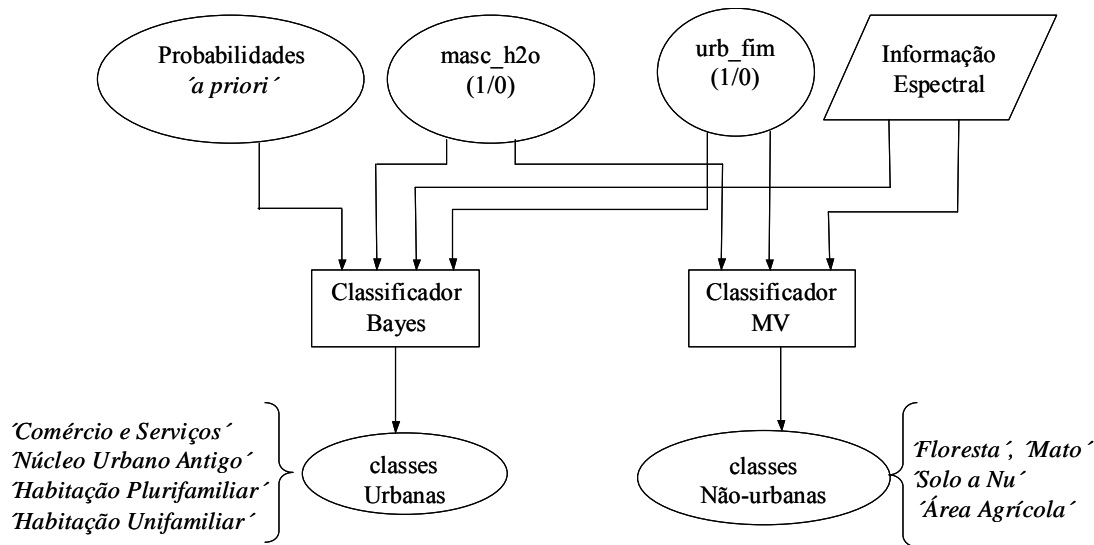 Probabilidades
´a priori´
masc_h2o
(1/0)
urb_fim
(1/0)
Informação
Espectral
Classificador
Bayes
Classificador
MV
´Comércio e Serviços´
´Núcleo Urbano Antigo´
´Habitação Plurifamiliar´
´Habitação Unifamiliar´
classes
Urbanas
classes
Não-urbanas
´Floresta´, ´Mato´
´Solo a Nu´
´Área Agrícola´